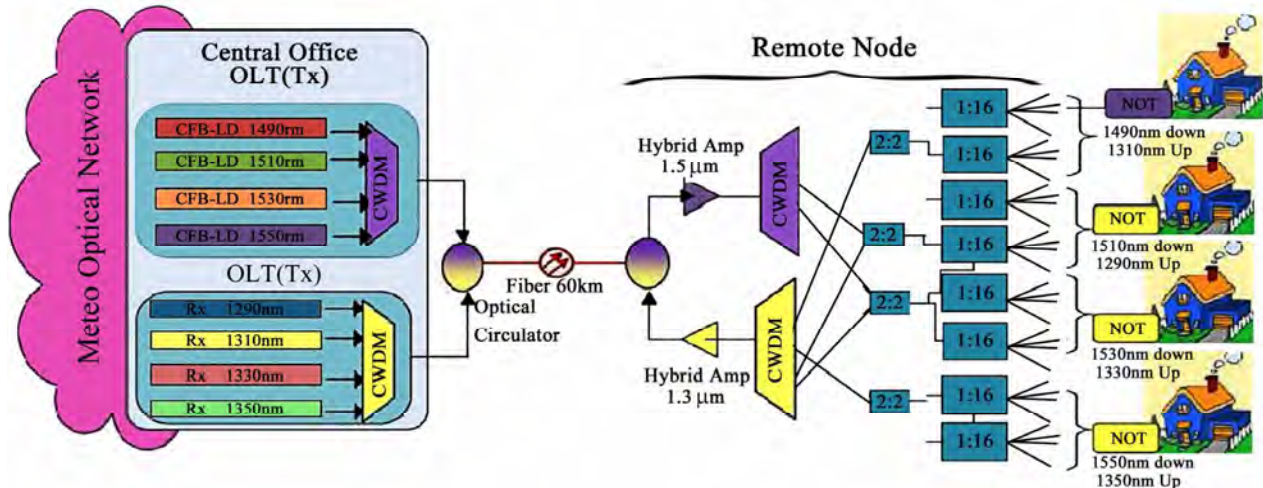 Meteo Optical Network
Central Office
OLT(Tx)
CFB-LD 1490rm
CFB-LD 1510rm
CFB-LD 1530rm
CFB-LD 1550rm
CWDM
OLT(Tx)
Rx 1290nm
Rx 1310nm
Rx 1330nm
Rx 1350nm
CWDM
Optical
Circulator
Fiber 60km
Remote Node
Hybrid Amp
1.5 μm
CWDM
Hybrid Amp
1.3 μm
CWDM
2:2
2:2
2:2
2:2
1:16
1:16
1:16
1:16
1:16
1:16
1:16
1:16
NOT
1490nm down
1310nm Up
NOT
1510nm down
1290nm Up
NOT
1530nm down
1330nm Up
NOT
1550nm down
1350nm Up